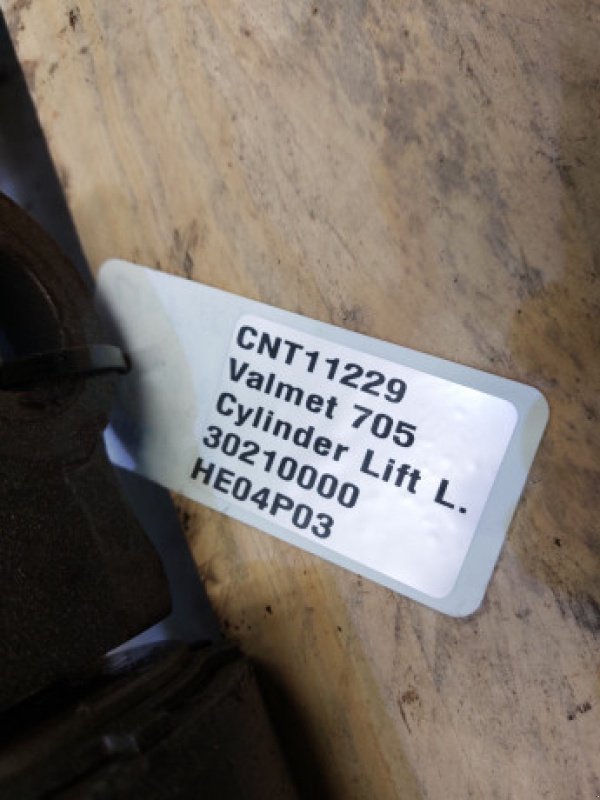 CNT11229
Valmet 705
Cylinder Lift L.
30210000
HE04P03